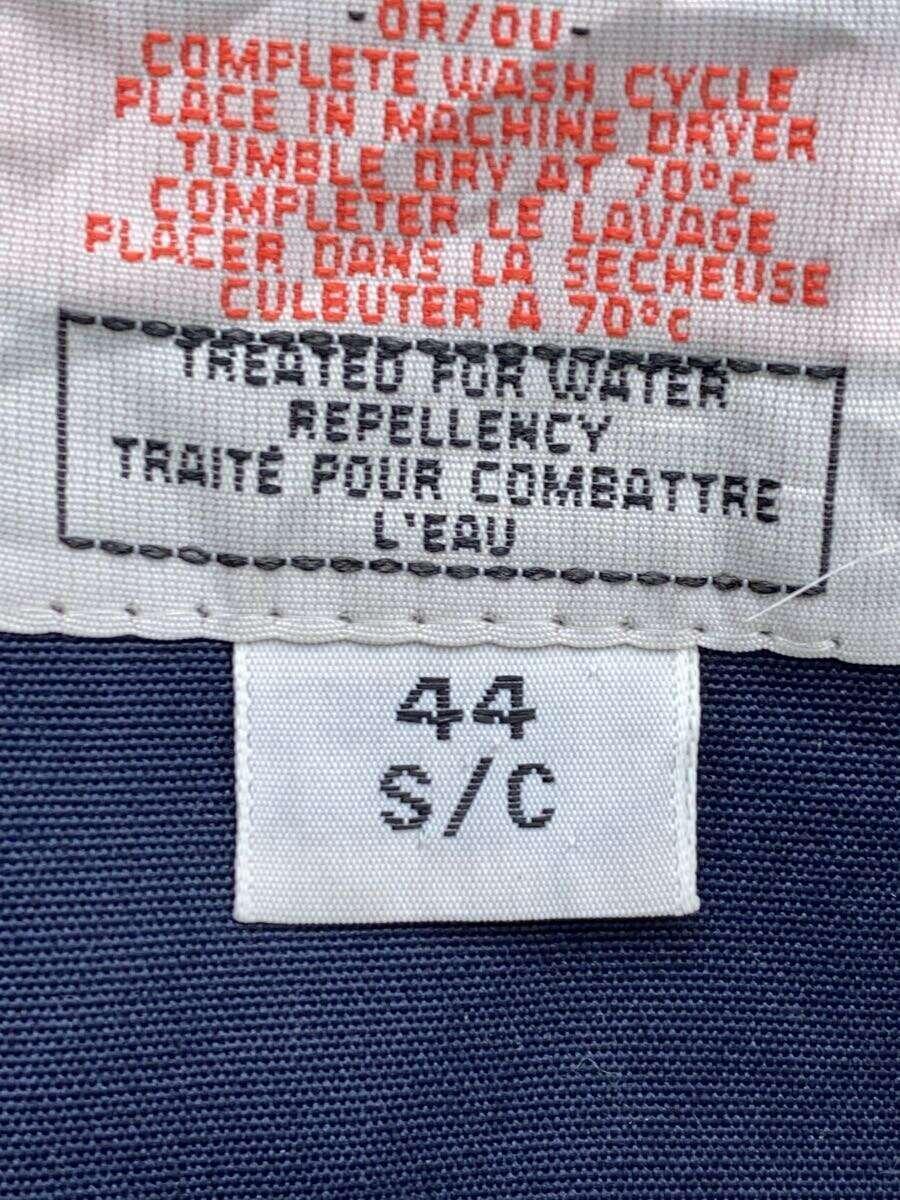 -OR/OU-
COMPLETE WASH CYCLE
PLACE IN MACHINE DRYER
TUMBLE DRY AT 70°C
COMPLETER LE LAVAGE
PLACER DANS LA SECHEUSE
CULBUTER A 70°C
TREATED FOR WATER
REPELLENCY
TRAITÉ POUR COMBATTRE
L'EAU
44
S/C